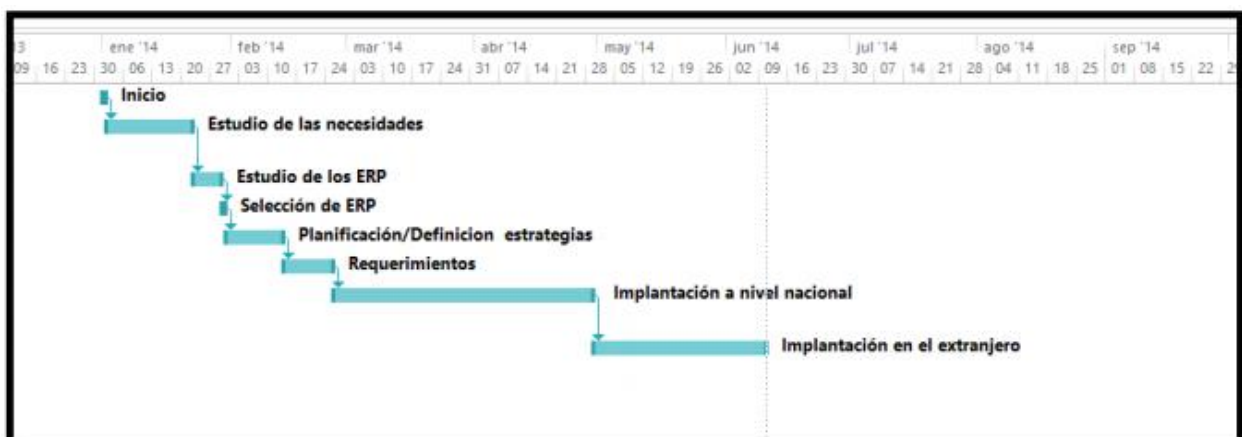 13 ene '14 feb '14 mar '14 abr '14 may '14 jun '14 jul '14 ago '14 sep '14
09 16 23 30 06 13 20 27 03 10 17 24 03 10 17 24 31 07 14 21 28 05 12 19 26 02 09 16 23 30 07 14 21 28 04 11 18 25 01 08 15 22 29
Inicio
Estudio de las necesidades
Estudio de los ERP
Selección de ERP
Planificación/Definicion estrategias
Requerimientos
Implantación a nivel nacional
Implantación en el extranjero